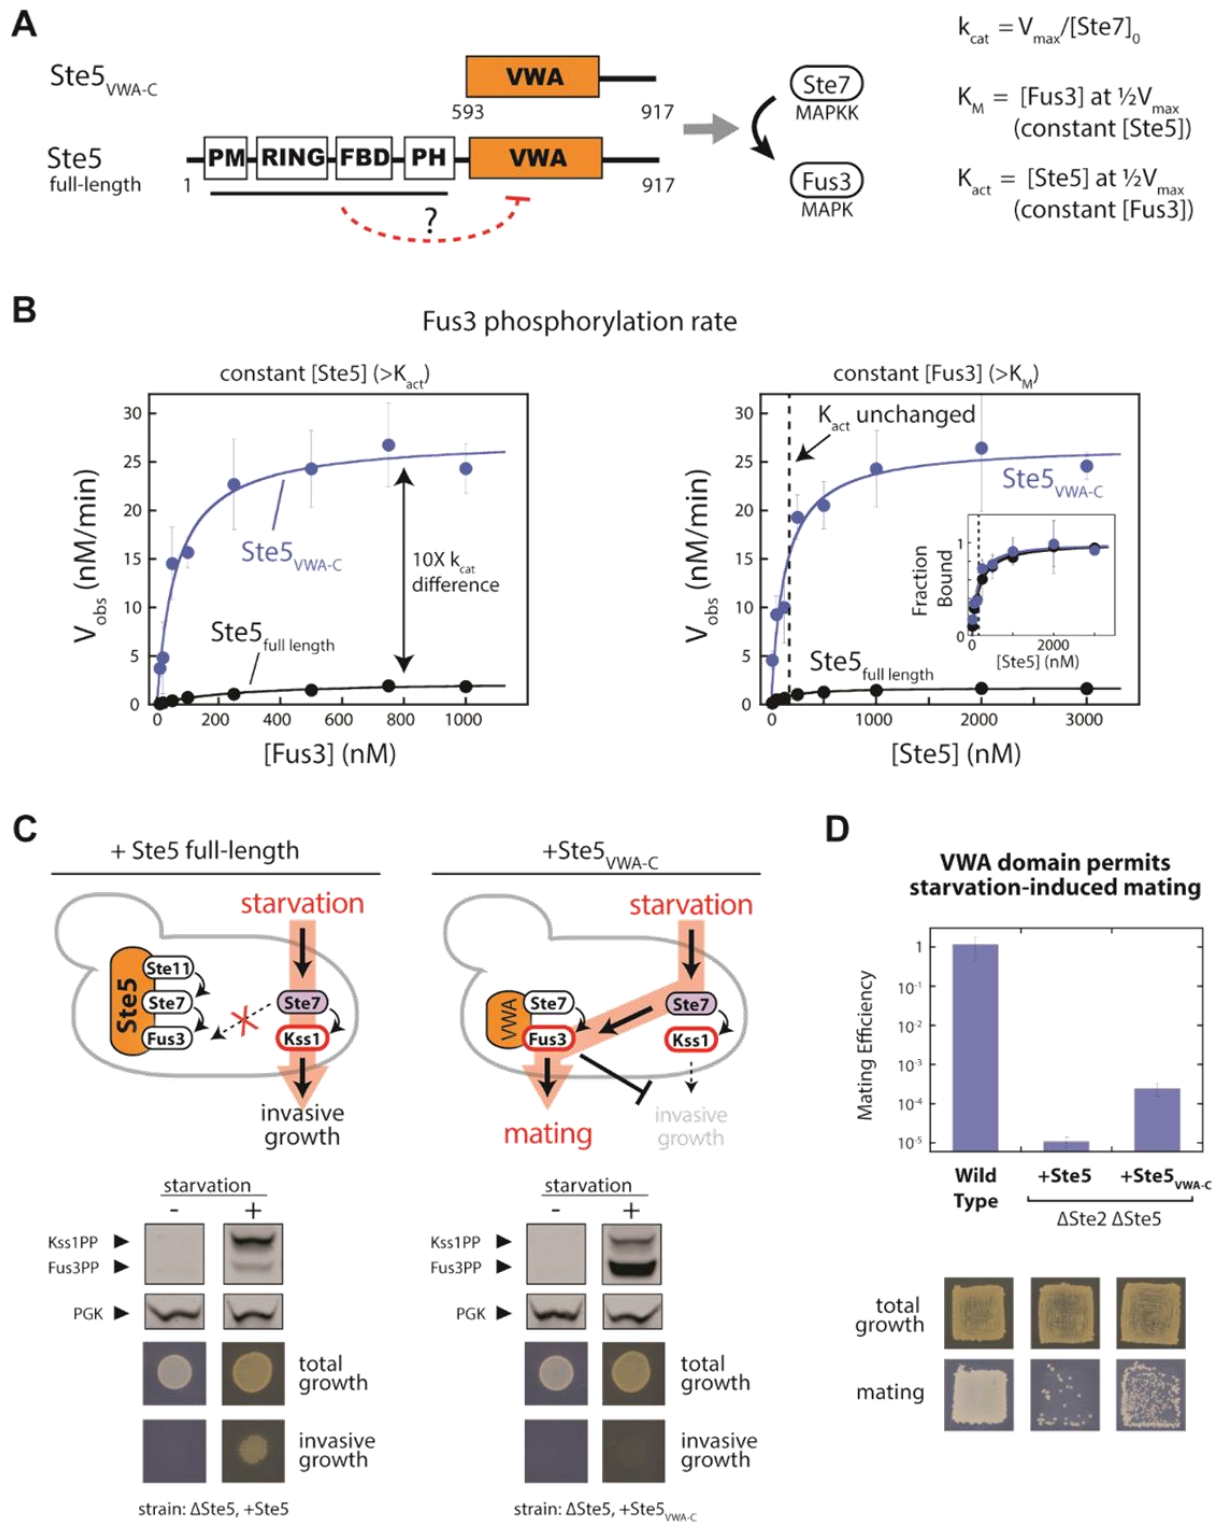 A
Ste5VWA-C
VWA
593
917
Ste5
full-length
PM
RING
FBD
PH
VWA
1
917
?
Ste7
MAPKK
Fus3
MAPK
kcat = Vmax/[Ste7]0
KM = [Fus3] at ½Vmax
(constant [Ste5])
Kact = [Ste5] at ½Vmax
(constant [Fus3])
B
Fus3 phosphorylation rate
constant [Ste5] (>Kact)
Vobs (nM/min)
30
25
20
15
10
5
0
Ste5VWA-C
10X kcat
difference
Ste5full length
0 200 400 600 800 1000
[Fus3] (nM)
constant [Fus3] (>KM)
Vobs (nM/min)
30
25
20
15
10
5
0
Kact unchanged
Ste5VWA-C
Fraction
Bound
1
0
0 2000
[Ste5] (nM)
Ste5full length
0 1000 2000 3000
[Ste5] (nM)
C
+ Ste5 full-length
starvation
Ste5
Ste11
Ste7
Fus3
Ste7
Kss1
invasive
growth
starvation
- +
Kss1PP
Fus3PP
PGK
total
growth
invasive
growth
strain: ΔSte5, +Ste5
+Ste5VWA-C
starvation
VWA
Ste7
Fus3
Ste7
Kss1
mating
invasive
growth
starvation
- +
Kss1PP
Fus3PP
PGK
total
growth
invasive
growth
strain: ΔSte5, +Ste5VWA-C
D
VWA domain permits
starvation-induced mating
Mating Efficiency
1
10-1
10-2
10-3
10-4
10-5
Wild
Type
+Ste5
+Ste5VWA-C
ΔSte2 ΔSte5
total
growth
mating